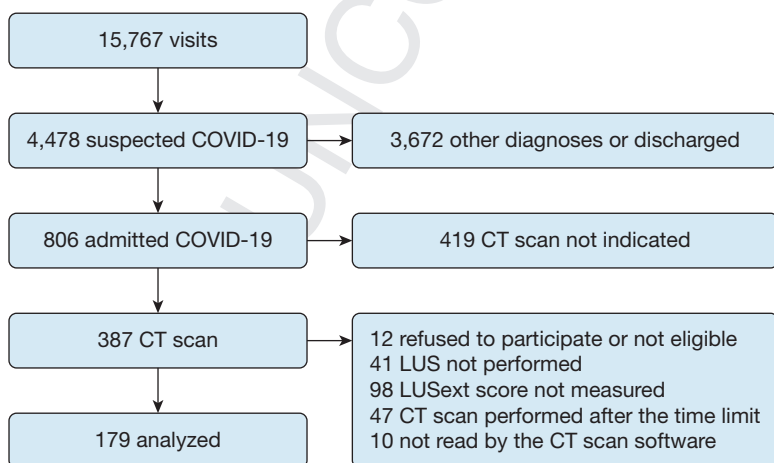 15,767 visits
4,478 suspected COVID-19
3,672 other diagnoses or discharged
806 admitted COVID-19
419 CT scan not indicated
387 CT scan
12 refused to participate or not eligible
41 LUS not performed
98 LUSext score not measured
47 CT scan performed after the time limit
10 not read by the CT scan software
179 analyzed
UNC